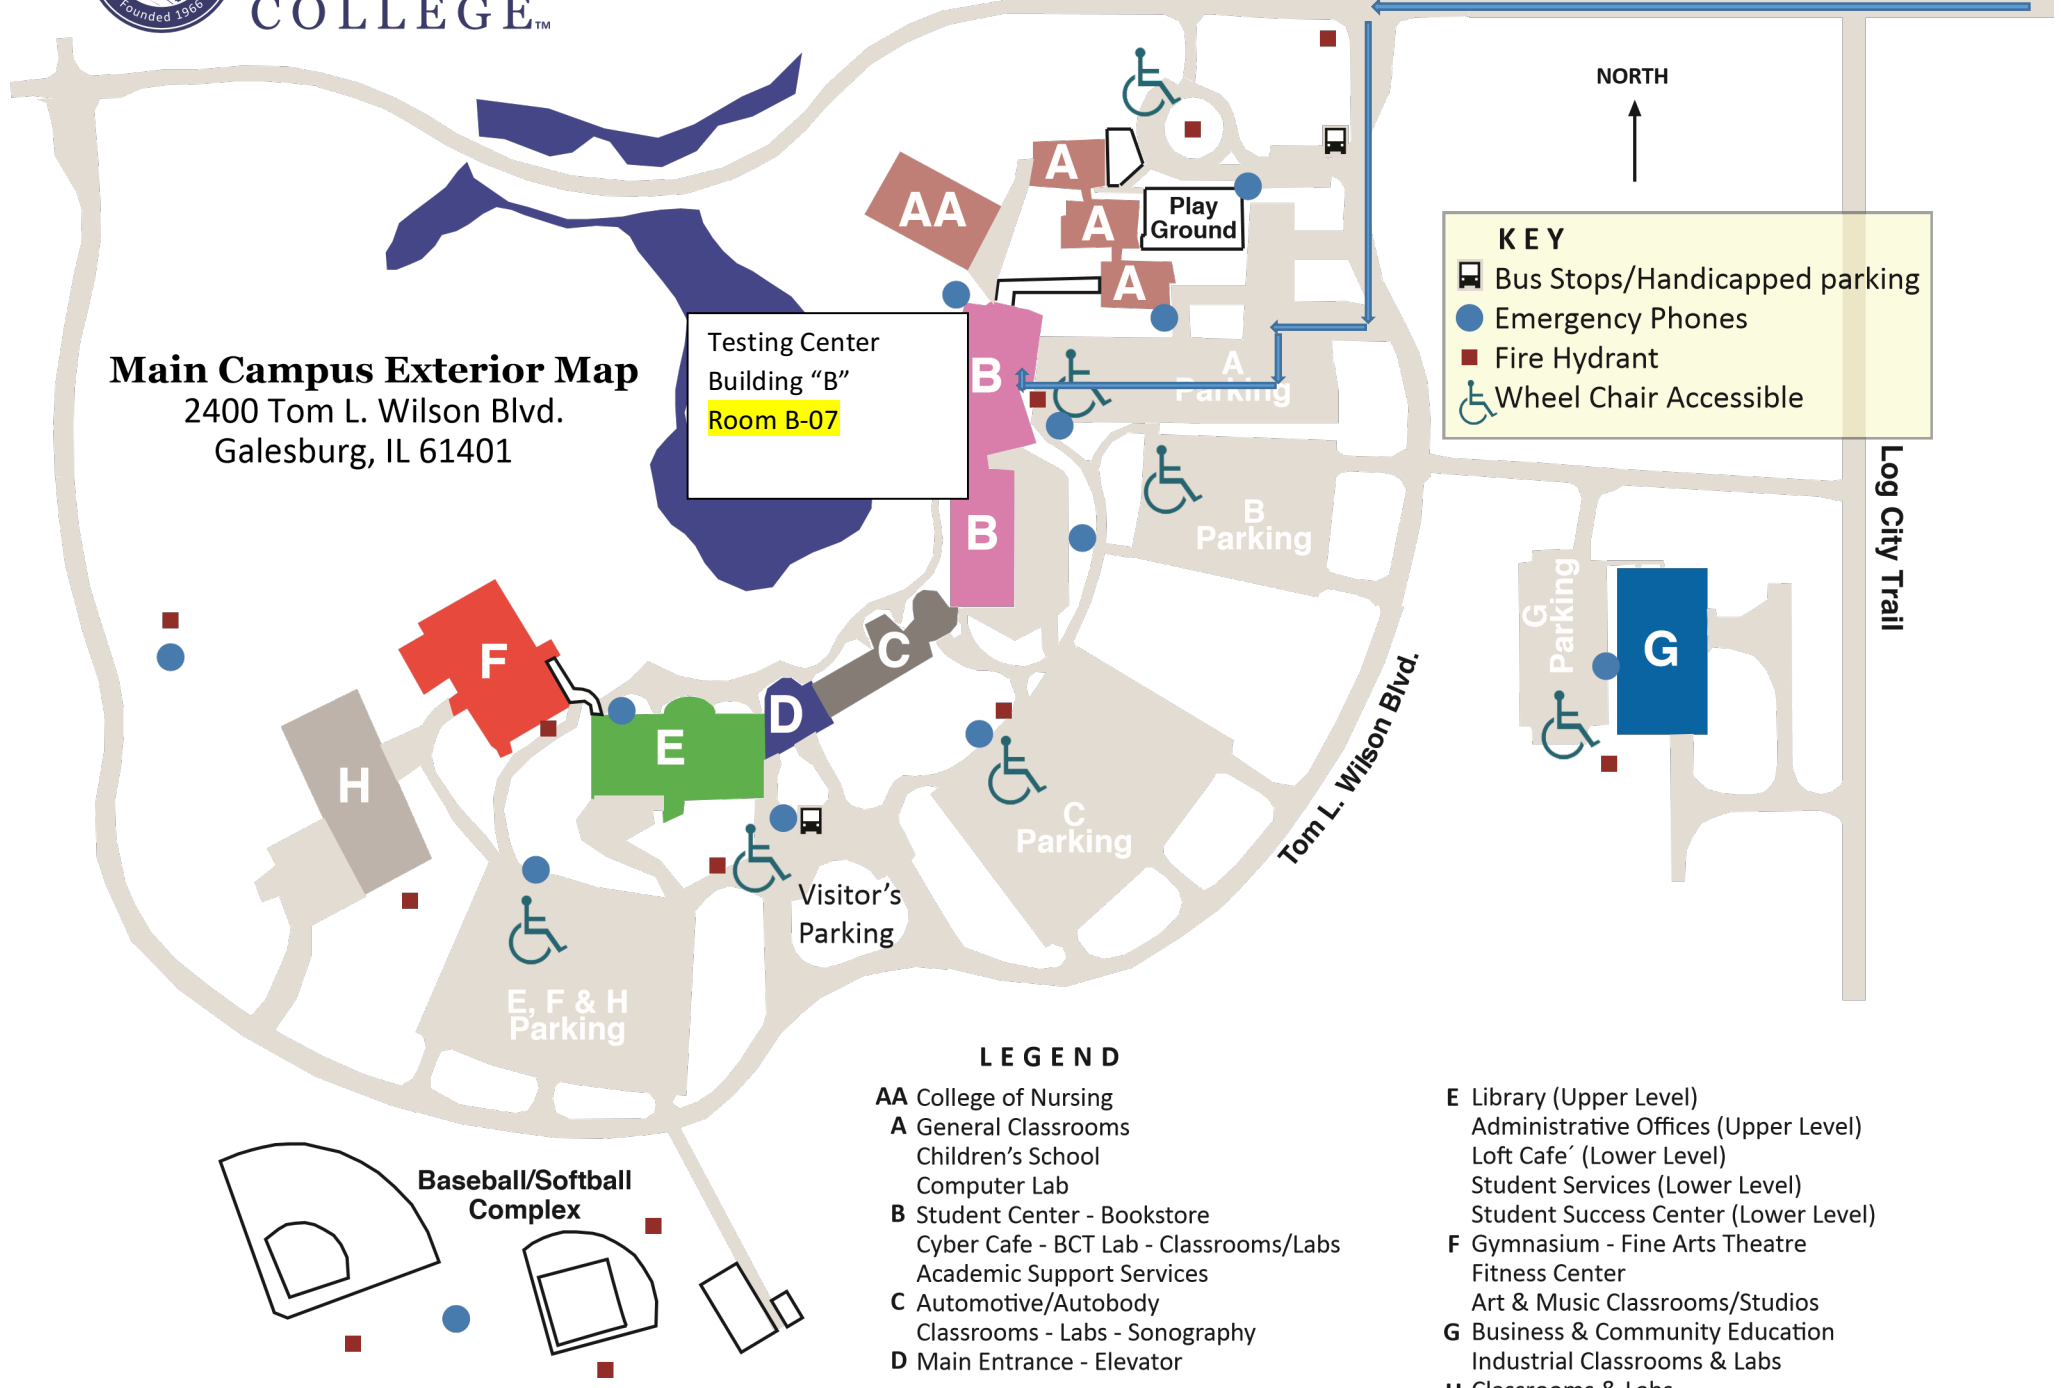 Founded 1966
COLLEGE™
NORTH
KEY
Bus Stops/Handicapped parking
Emergency Phones
Fire Hydrant
Wheel Chair Accessible
A
AA
A
Play
Ground
A
Testing Center
Building “B”
Room B-07
B
A
Parking
Main Campus Exterior Map
2400 Tom L. Wilson Blvd.
Galesburg, IL 61401
B
Parking
B
Log City Trail
G
Parking
G
F
C
D
E
H
C
Parking
Tom L. Wilson Blvd.
Visitor’s
Parking
E, F & H
Parking
Baseball/Softball
Complex
LEGEND
AA College of Nursing
A General Classrooms
Children’s School
Computer Lab
B Student Center - Bookstore
Cyber Cafe - BCT Lab - Classrooms/Labs
Academic Support Services
C Automotive/Autobody
Classrooms - Labs - Sonography
D Main Entrance - Elevator
E Library (Upper Level)
Administrative Offices (Upper Level)
Loft Cafe´ (Lower Level)
Student Services (Lower Level)
Student Success Center (Lower Level)
F Gymnasium - Fine Arts Theatre
Fitness Center
Art & Music Classrooms/Studios
G Business & Community Education
Industrial Classrooms & Labs
H Classrooms & Labs